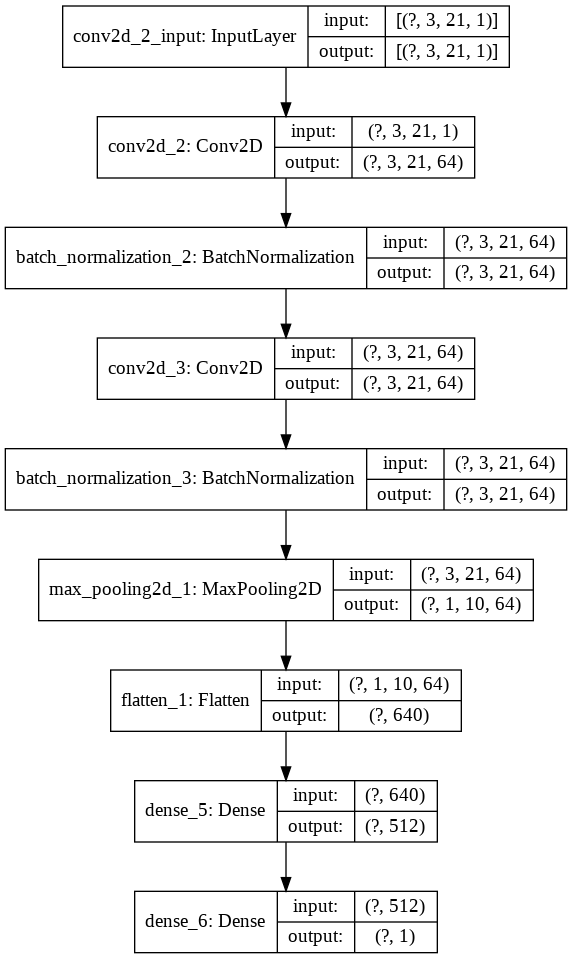 conv2d_2_input: InputLayer
input: [(?, 3, 21, 1)]
output: [(?, 3, 21, 1)]
conv2d_2: Conv2D
input: (?, 3, 21, 1)
output: (?, 3, 21, 64)
batch_normalization_2: BatchNormalization
input: (?, 3, 21, 64)
output: (?, 3, 21, 64)
conv2d_3: Conv2D
input: (?, 3, 21, 64)
output: (?, 3, 21, 64)
batch_normalization_3: BatchNormalization
input: (?, 3, 21, 64)
output: (?, 3, 21, 64)
max_pooling2d_1: MaxPooling2D
input: (?, 3, 21, 64)
output: (?, 1, 10, 64)
flatten_1: Flatten
input: (?, 1, 10, 64)
output: (?, 640)
dense_5: Dense
input: (?, 640)
output: (?, 512)
dense_6: Dense
input: (?, 512)
output: (?, 1)